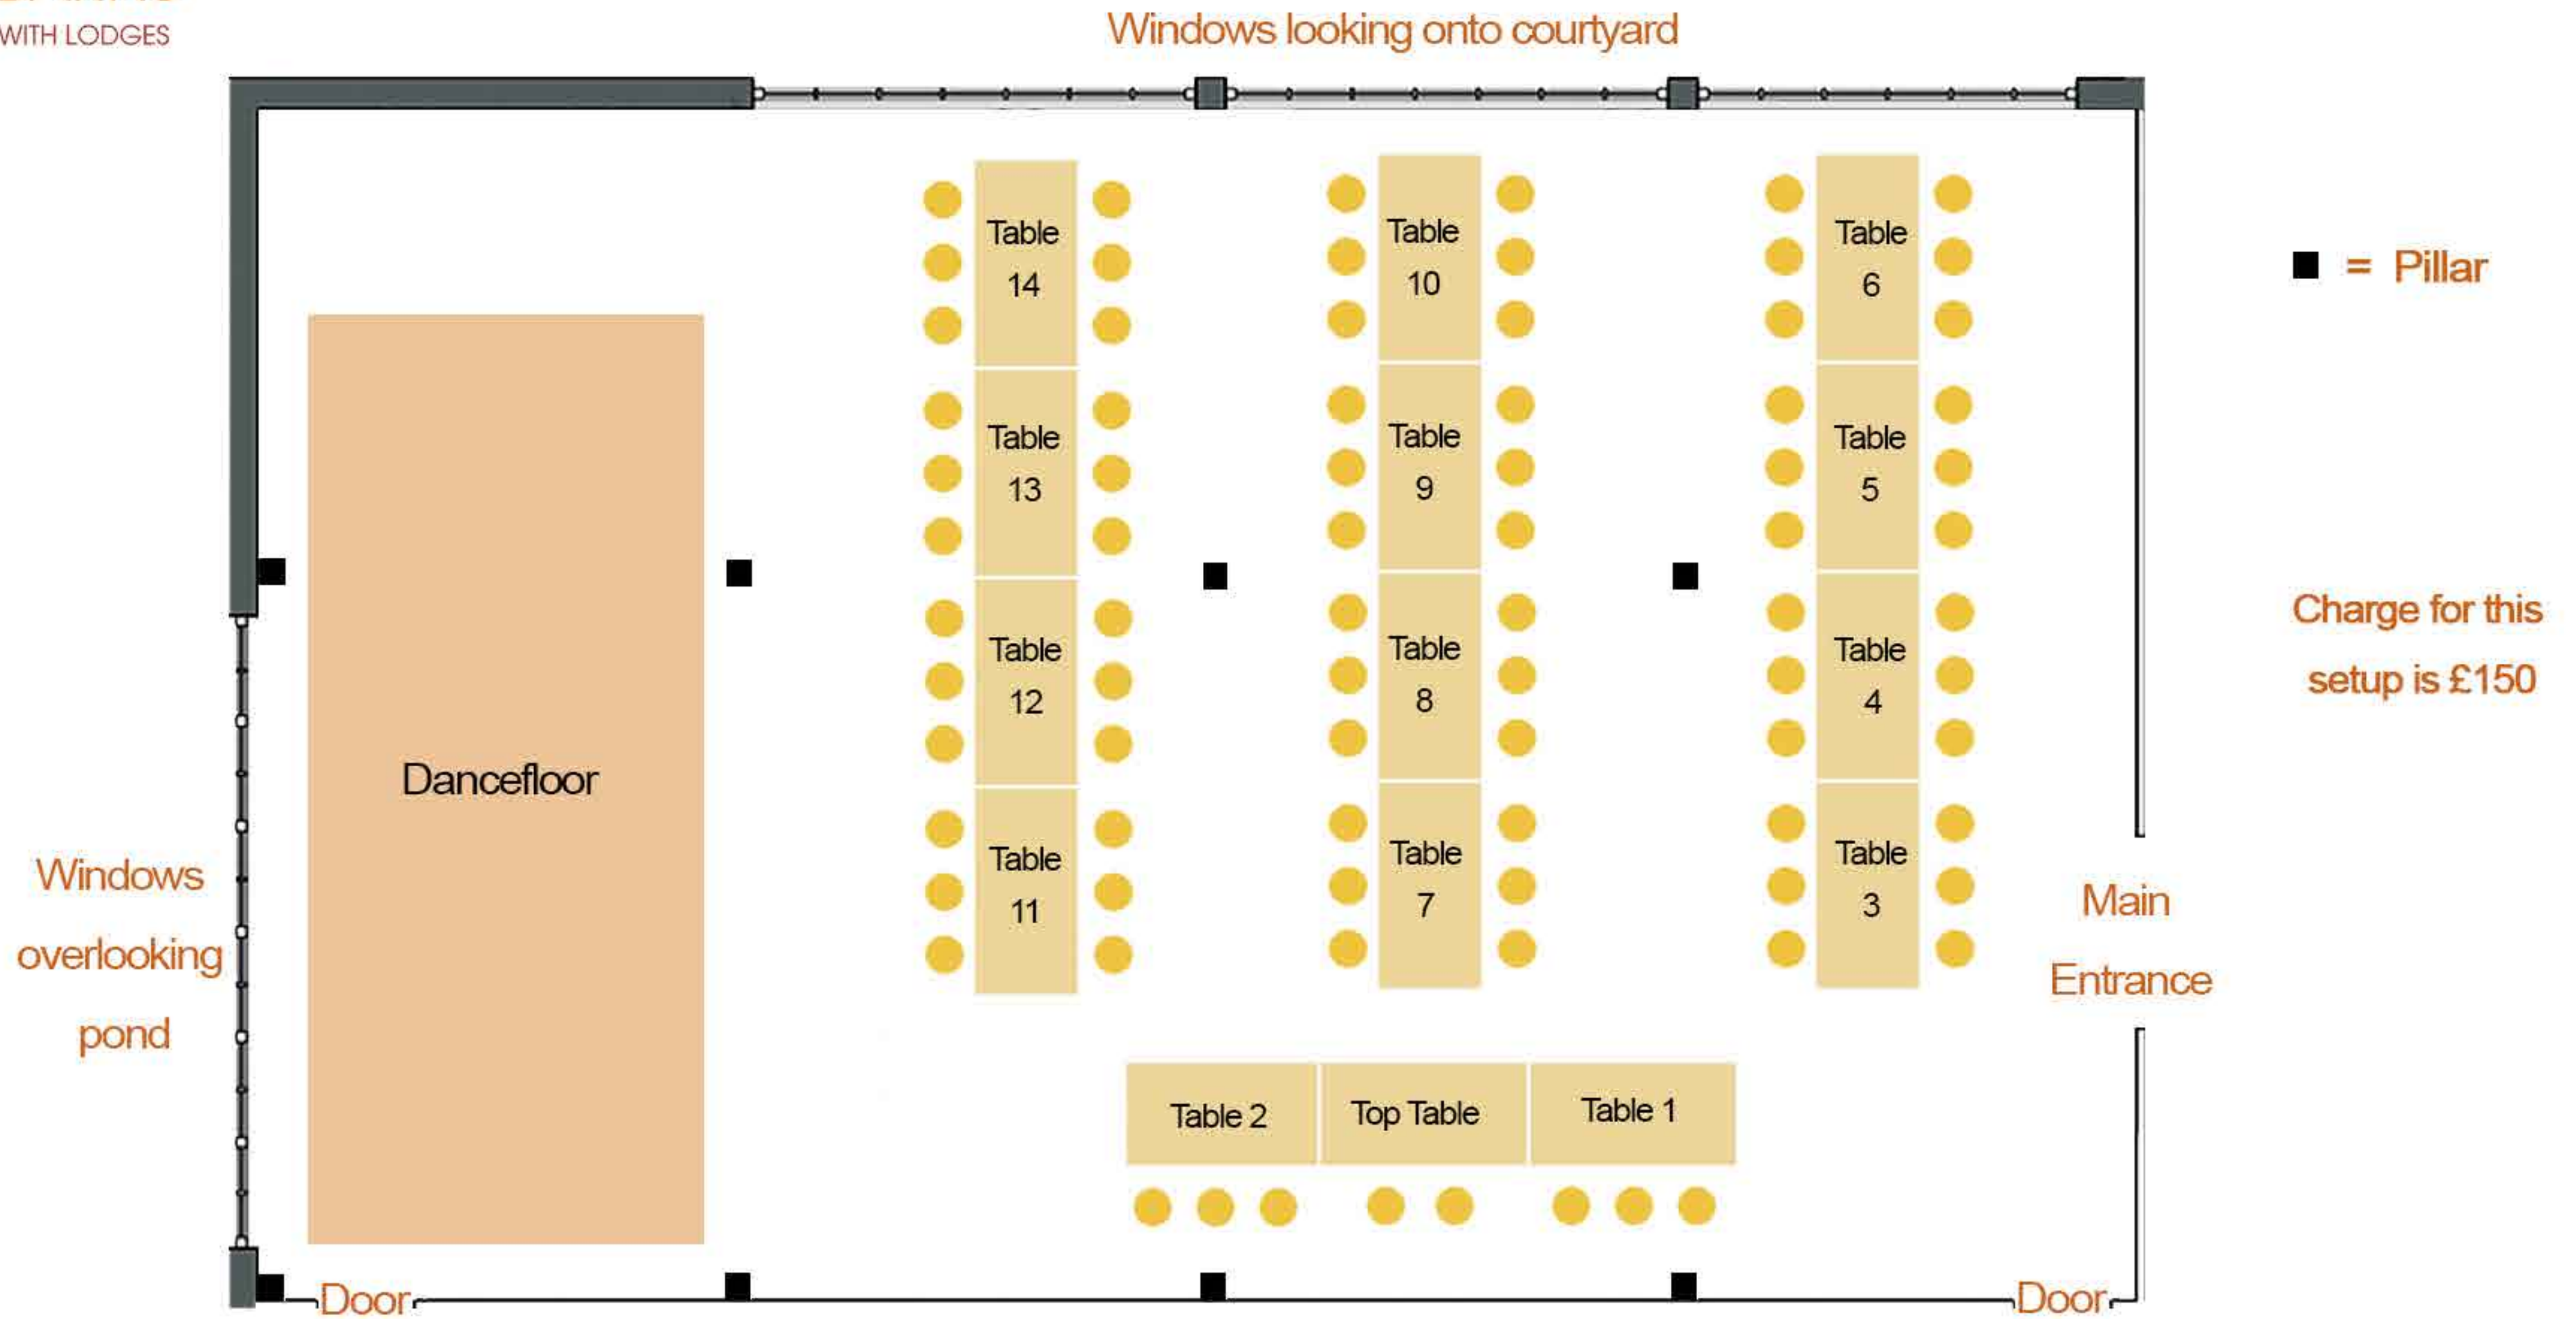 WITH LODGES
Windows looking onto courtyard
Table
14
Table
10
Table
6
= Pillar
Table
13
Table
9
Table
5
Table
12
Table
8
Table
4
Charge for this
setup is £150
Dancefloor
Table
11
Table
7
Table
3
Windows
overlooking
pond
Main
Entrance
Table 2
Top Table
Table 1
Door
Door